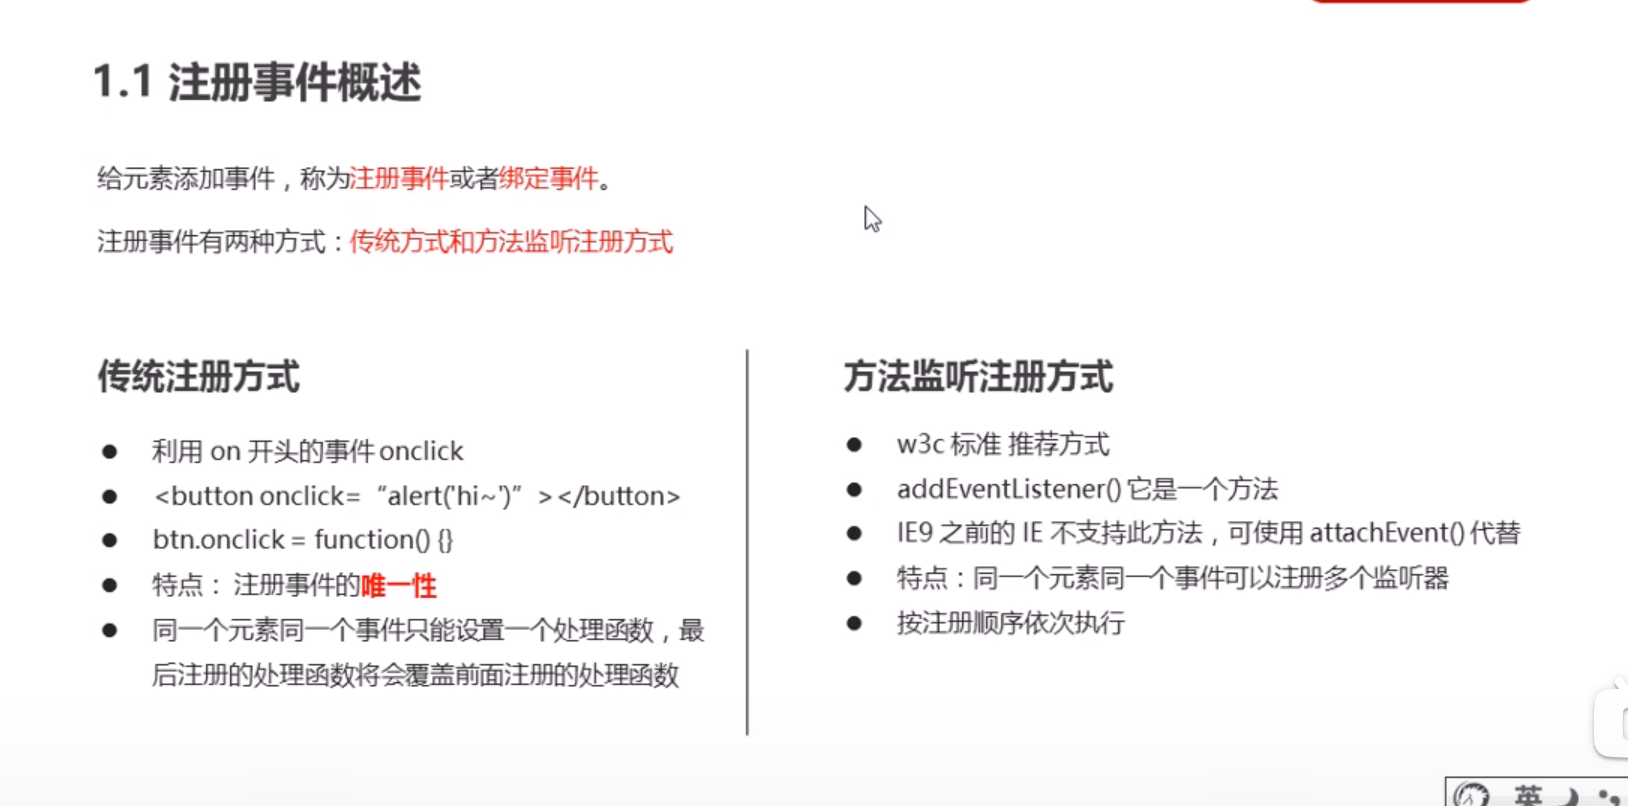 1.1 注册事件概述
给元素添加事件，称为注册事件或者绑定事件。
注册事件有两种方式：传统方式和方法监听注册方式
传统注册方式
● 利用 on 开头的事件 onclick
● <button onclick= “alert('hi~')” ></button>
● btn.onclick = function() {}
● 特点： 注册事件的唯一性
● 同一个元素同一个事件只能设置一个处理函数，最
后注册的处理函数将会覆盖前面注册的处理函数
方法监听注册方式
● w3c 标准 推荐方式
● addEventListener() 它是一个方法
● IE9 之前的 IE 不支持此方法，可使用 attachEvent() 代替
● 特点：同一个元素同一个事件可以注册多个监听器
● 按注册顺序依次执行
英